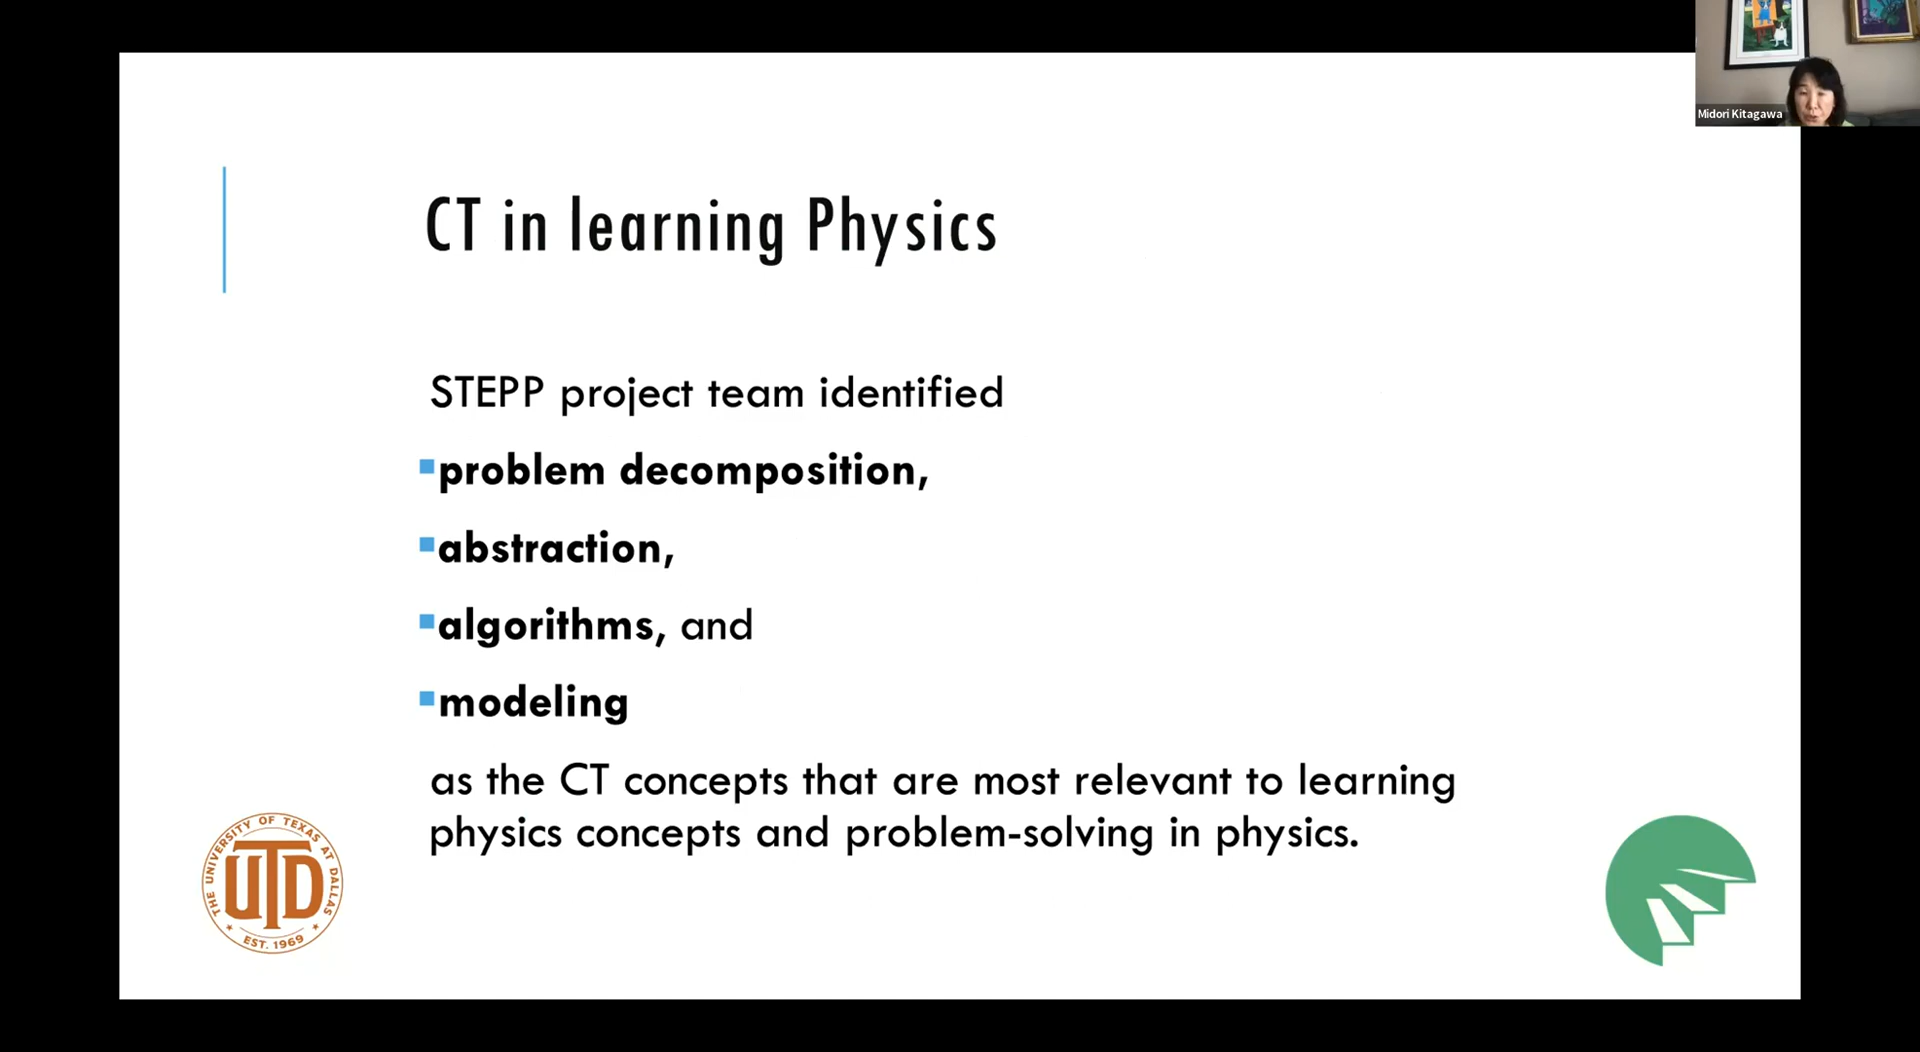 Midori Kitagawa
CT in learning Physics
STEPP project team identified
problem decomposition,
abstraction,
algorithms, and
modeling
as the CT concepts that are most relevant to learning
physics concepts and problem-solving in physics.
THE UNIVERSITY OF TEXAS AT DALLAS
UTD
EST. 1969